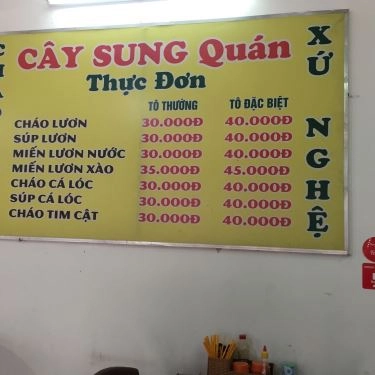 CÂY SUNG Quán
Thực Đơn
TÔ THƯỜNG TÔ ĐẶC BIỆT
CHÁO LƯƠN 30.000Đ 40.000Đ
SÚP LƯƠN 30.000Đ 40.000Đ
MIẾN LƯƠN NƯỚC 30.000Đ 40.000Đ
MIẾN LƯƠN XÀO 35.000Đ 45.000Đ
CHÁO CÁ LÓC 30.000Đ 40.000Đ
SÚP CÁ LÓC 30.000Đ 40.000Đ
CHÁO TIM CẬT 30.000Đ 40.000Đ
XỨ NGHỆ